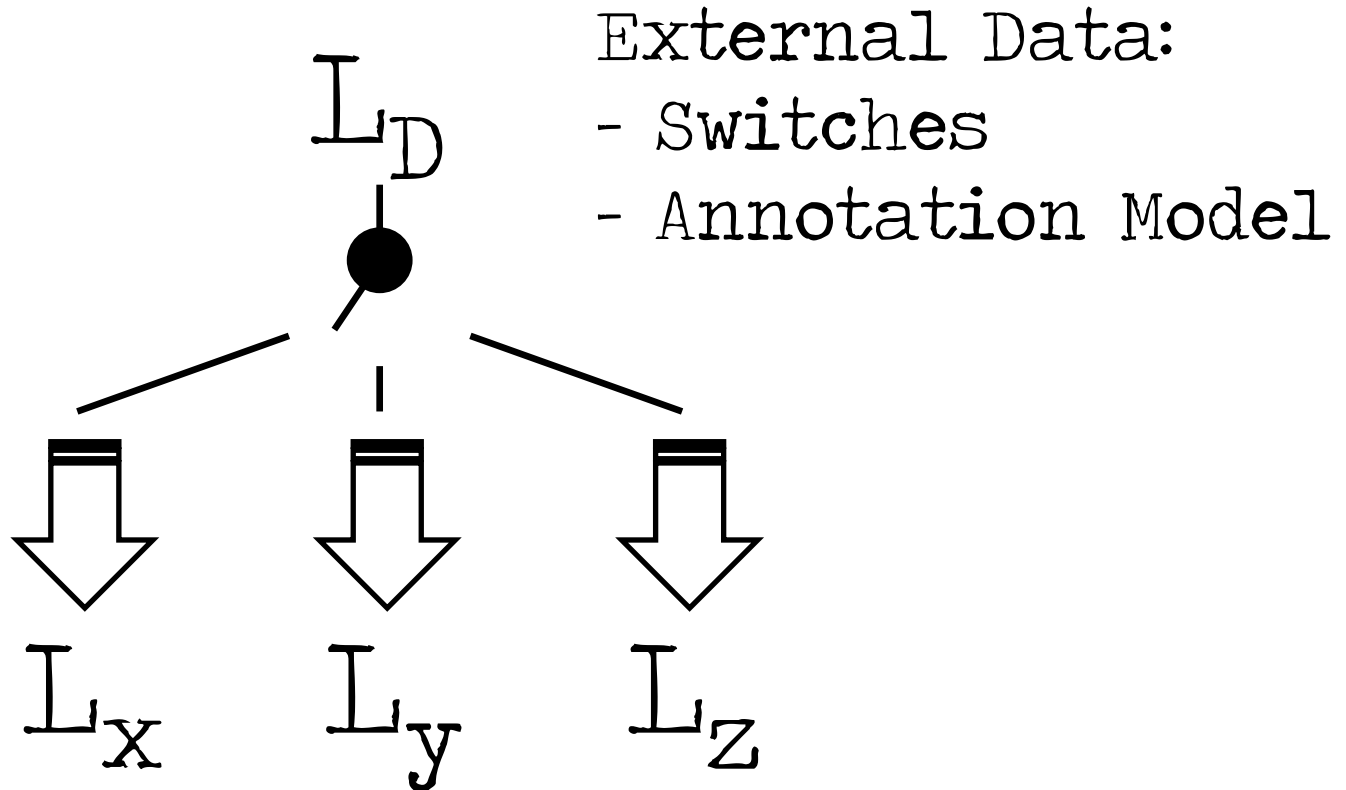 External Data:
L_D
- Switches
- Annotation Model
L_x L_y L_z